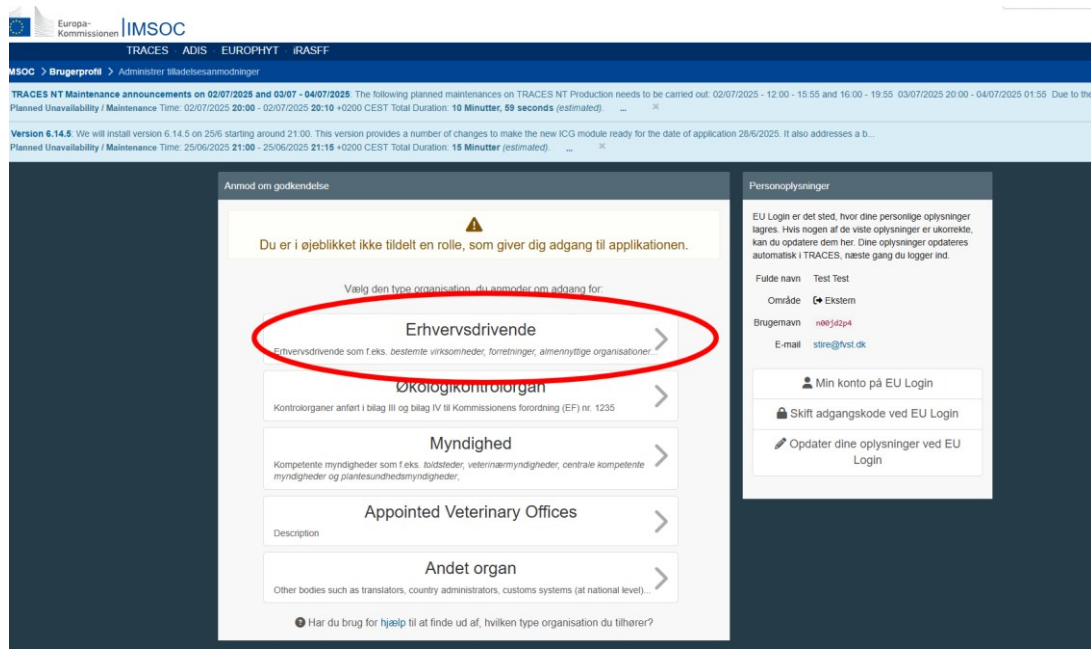 Europa-
Kommissionen
IMSOC
TRACES · ADIS · EUROPHYT · iRASFF
MSOC > Brugerprofil > Administrer tilladelsesanmodninger
TRACES NT Maintenance announcements on 02/07/2025 and 03/07 - 04/07/2025: The following planned maintenances on TRACES NT Production needs to be carried out: 02/07/2025 - 12:00 - 15:55 and 16:00 - 19:55 03/07/2025 20:00 - 04/07/2025 01:55 Due to the
Planned Unavailability / Maintenance Time: 02/07/2025 20:00 - 02/07/2025 20:10 +0200 CEST Total Duration: 10 Minutter, 59 seconds (estimated). ...
Version 6.14.5: We will install version 6.14.5 on 25/6 starting around 21:00. This version provides a number of changes to make the new ICG module ready for the date of application 28/6/2025. It also addresses a b...
Planned Unavailability / Maintenance Time: 25/06/2025 21:00 - 25/06/2025 21:15 +0200 CEST Total Duration: 15 Minutter (estimated). ...
Anmod om godkendelse
Du er i øjeblikket ikke tildelt en rolle, som giver dig adgang til applikationen.
Vælg den type organisation, du anmoder om adgang for:
Erhvervsdrivende
Erhvervsdrivende som f.eks. bestemte virksomheder, forretninger, almennyttige organisationer...
Økologikontrolorgan
Kontrolorganer anført i bilag III og bilag IV til Kommissionens forordning (EF) nr. 1235
Myndighed
Kompetente myndigheder som f.eks. toldsteder, veterinærmyndigheder, centrale kompetente
myndigheder og plantesundhedsmyndigheder,
Appointed Veterinary Offices
Description
Andet organ
Other bodies such as translators, country administrators, customs systems (at national level)...
Har du brug for hjælp til at finde ud af, hvilken type organisation du tilhører?
Personoplysninger
EU Login er det sted, hvor dine personlige oplysninger
lagres. Hvis nogen af de viste oplysninger er ukorrekte,
kan du opdatere dem her. Dine oplysninger opdateres
automatisk i TRACES, næste gang du logger ind.
Fulde navn Test Test
Område Ekstern
Brugernavn n00jd2p4
E-mail stire@fvst.dk
Min konto på EU Login
Skift adgangskode ved EU Login
Opdater dine oplysninger ved EU
Login